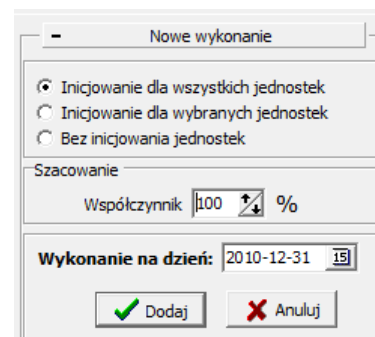 - Nowe wykonanie
Inicjowanie dla wszystkich jednostek
Inicjowanie dla wybranych jednostek
Bez inicjowania jednostek
Szacowanie
Współczynnik 100 %
Wykonanie na dzień: 2010-12-31 15
Dodaj Anuluj